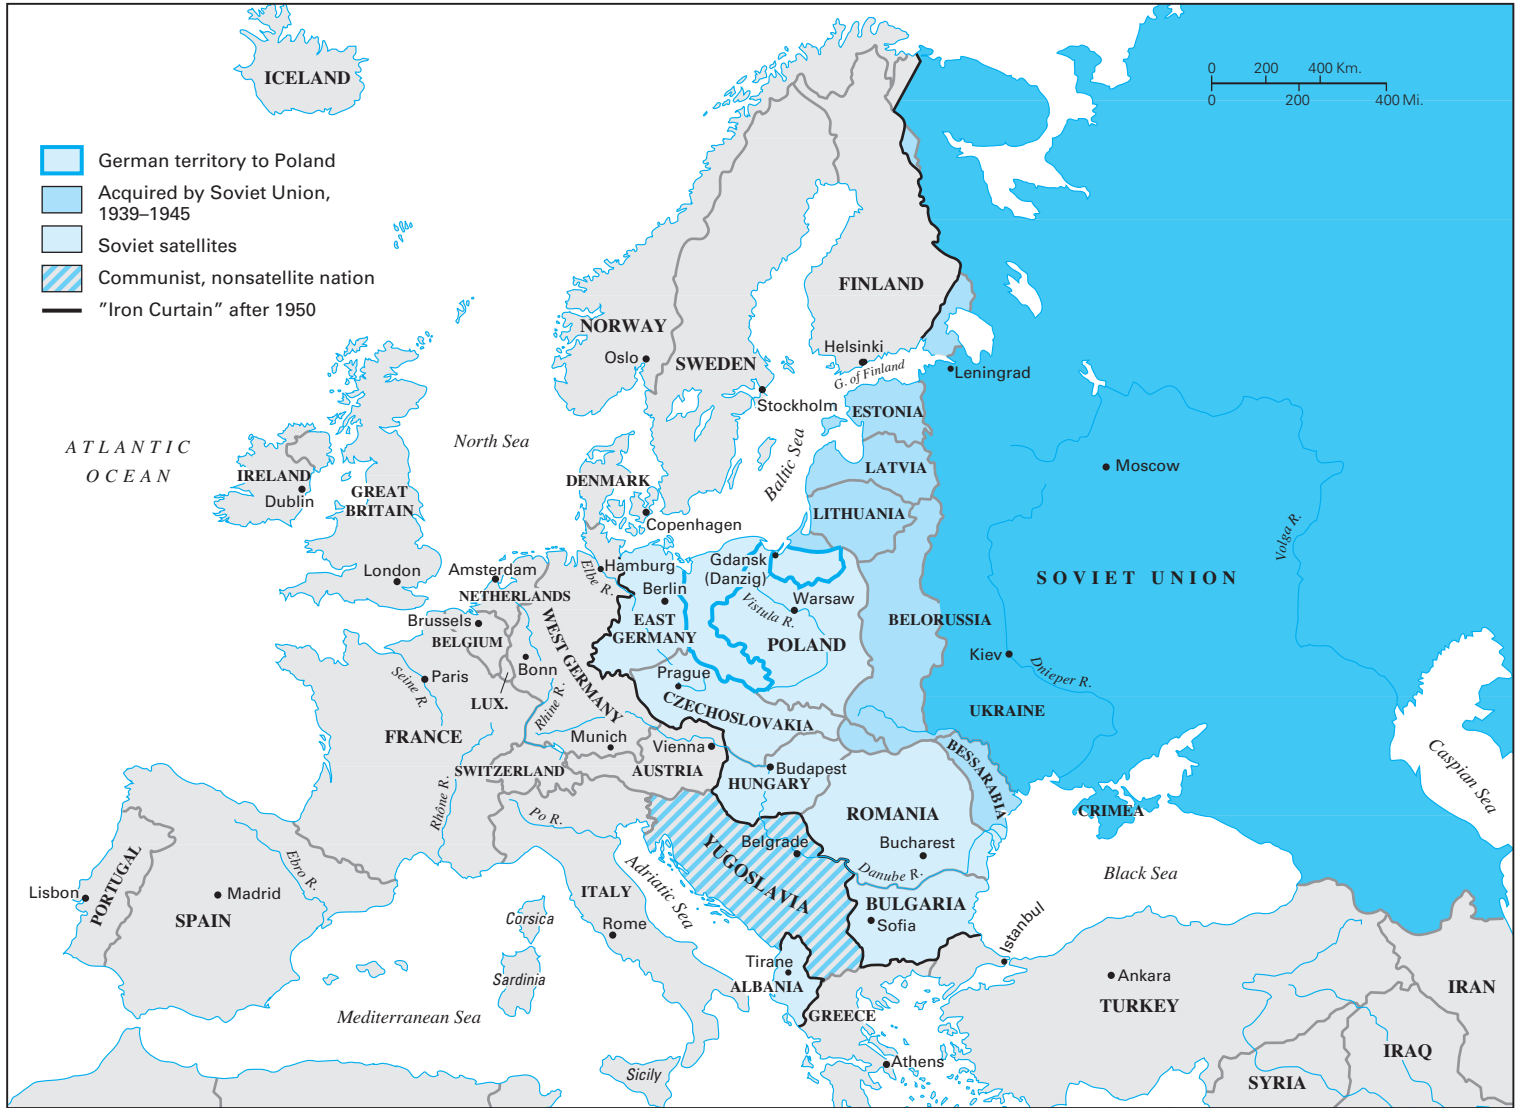 ICELAND
0 200 400 Km.
0 200 400 Mi.
German territory to Poland
Acquired by Soviet Union,
1939–1945
Soviet satellites
Communist, nonsatellite nation
"Iron Curtain" after 1950
FINLAND
NORWAY
Oslo
SWEDEN
Helsinki
G. of Finland
Leningrad
Stockholm
ESTONIA
ATLANTIC
OCEAN
North Sea
Baltic Sea
LATVIA
Moscow
IRELAND
Dublin
GREAT
BRITAIN
DENMARK
Copenhagen
LITHUANIA
Volga R.
London
Amsterdam
NETHERLANDS
Elbe R.
Hamburg
Berlin
Gdansk
(Danzig)
Warsaw
Vistula R.
SOVIET UNION
Brussels
BELGIUM
WEST GERMANY
EAST
GERMANY
POLAND
BELORUSSIA
Kiev
Dnieper R.
Bonn
Paris
Seine R.
LUX.
Rhine R.
Prague
CZECHOSLOVAKIA
UKRAINE
FRANCE
Munich
Vienna
BESSARABIA
Caspian Sea
SWITZERLAND
AUSTRIA
Budapest
HUNGARY
Rhône R.
Po R.
ROMANIA
CRIMEA
YUGOSLAVIA
Belgrade
Bucharest
Danube R.
Black Sea
PORTUGAL
Lisbon
Madrid
SPAIN
Ebro R.
ITALY
Adriatic Sea
Corsica
Rome
BULGARIA
Sofia
Istanbul
Tirane
ALBANIA
Sardinia
Ankara
TURKEY
IRAN
Mediterranean Sea
GREECE
Athens
IRAQ
Sicily
SYRIA